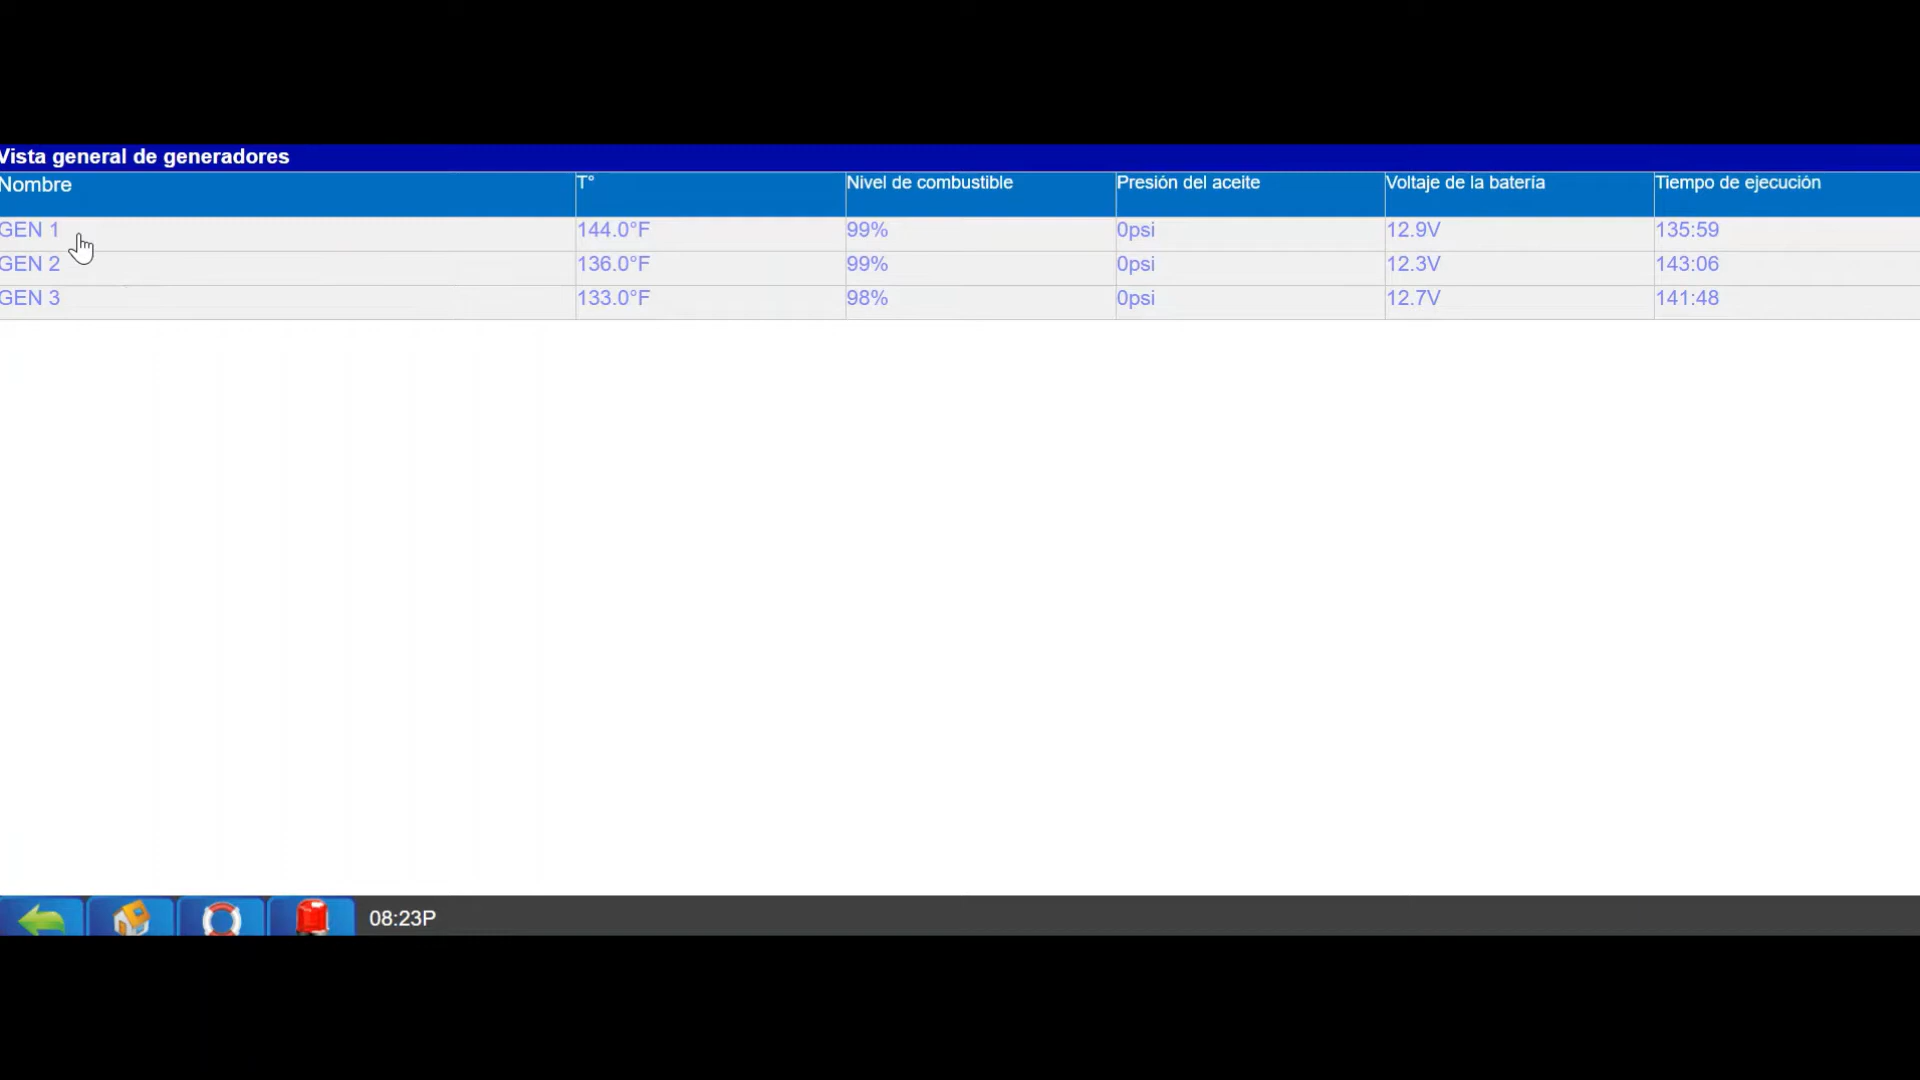 Vista general de generadores
Nombre T° Nivel de combustible Presión del aceite Voltaje de la batería Tiempo de ejecución
GEN 1 144.0°F 99% 0psi 12.9V 135:59
GEN 2 136.0°F 99% 0psi 12.3V 143:06
GEN 3 133.0°F 98% 0psi 12.7V 141:48
08:23P